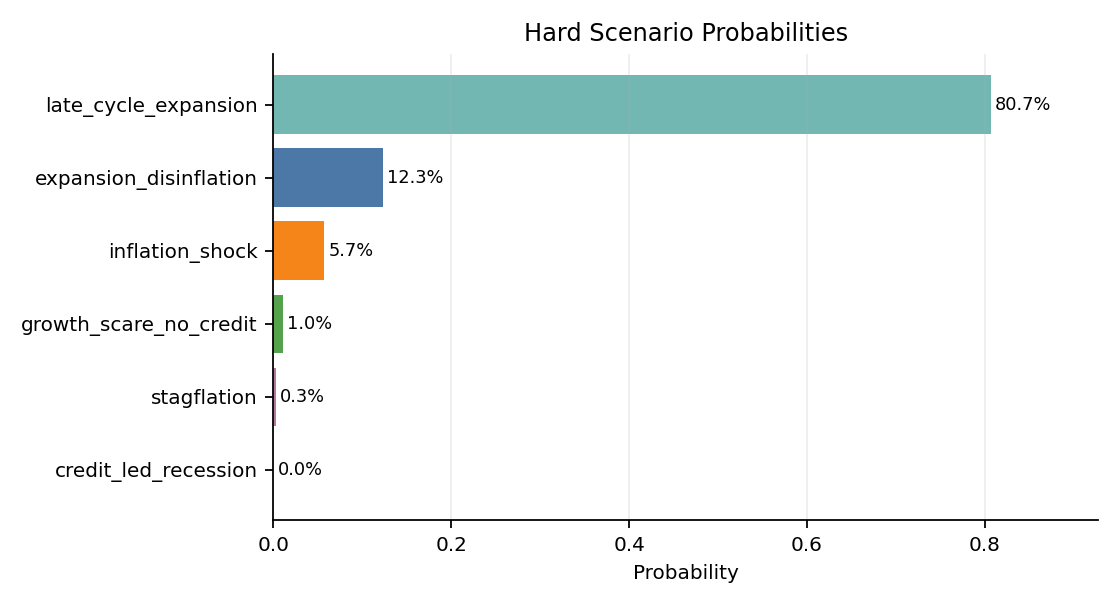 Hard Scenario Probabilities
late_cycle_expansion 80.7%
expansion_disinflation 12.3%
inflation_shock 5.7%
growth_scare_no_credit 1.0%
stagflation 0.3%
credit_led_recession 0.0%
0.0 0.2 0.4 0.6 0.8
Probability